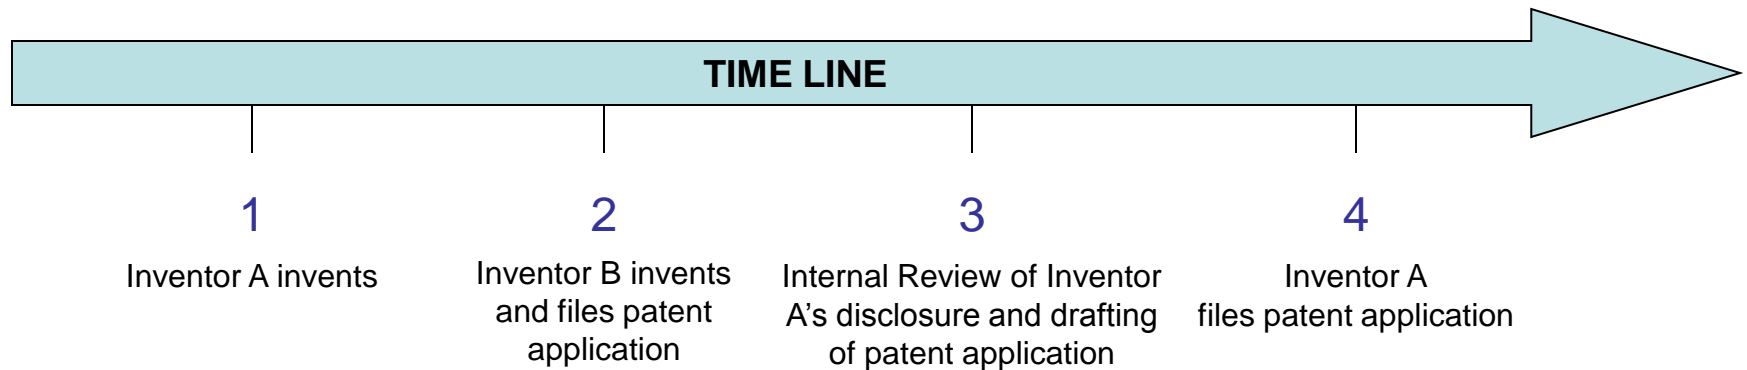 TIME LINE
1
2
3
4
Inventor A invents
Inventor B invents
and files patent
application
Internal Review of Inventor
A’s disclosure and drafting
of patent application
Inventor A
files patent application